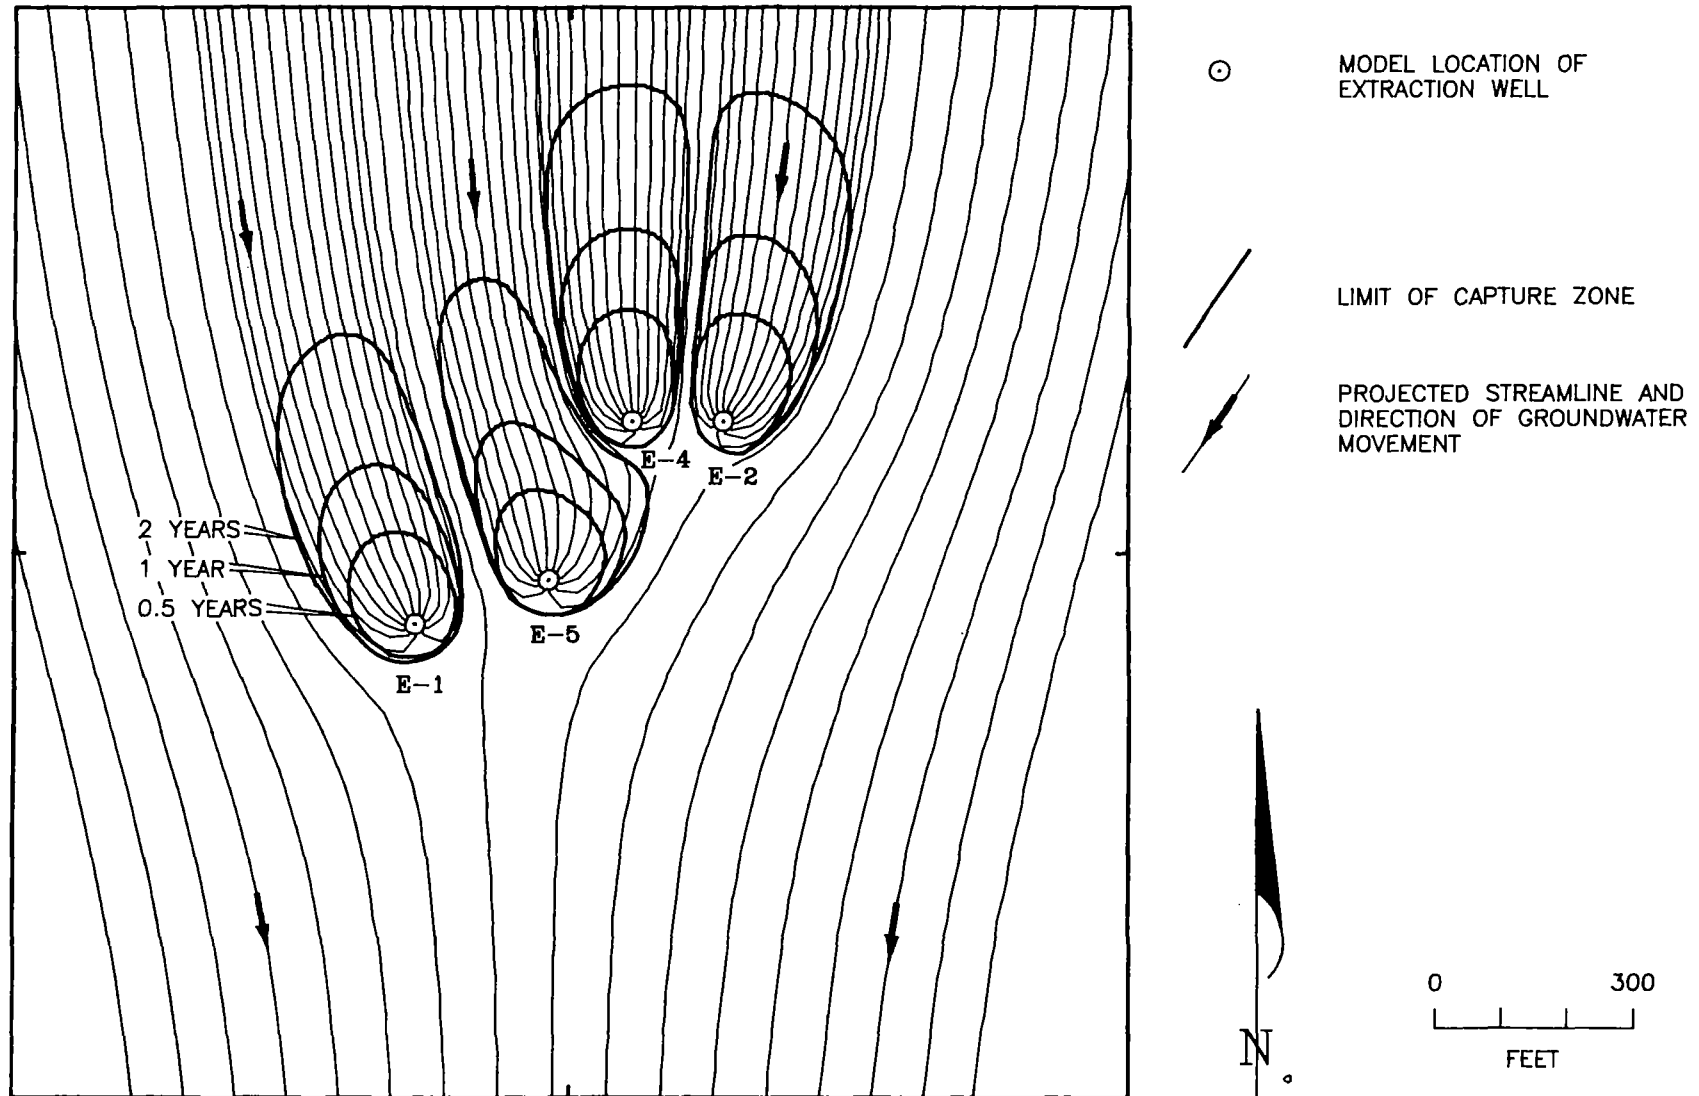 MODEL LOCATION OF
EXTRACTION WELL
LIMIT OF CAPTURE ZONE
PROJECTED STREAMLINE AND
DIRECTION OF GROUNDWATER
MOVEMENT
E-4
E-2
2 YEARS
1 YEAR
0.5 YEARS
E-5
E-1
N
0 300
FEET